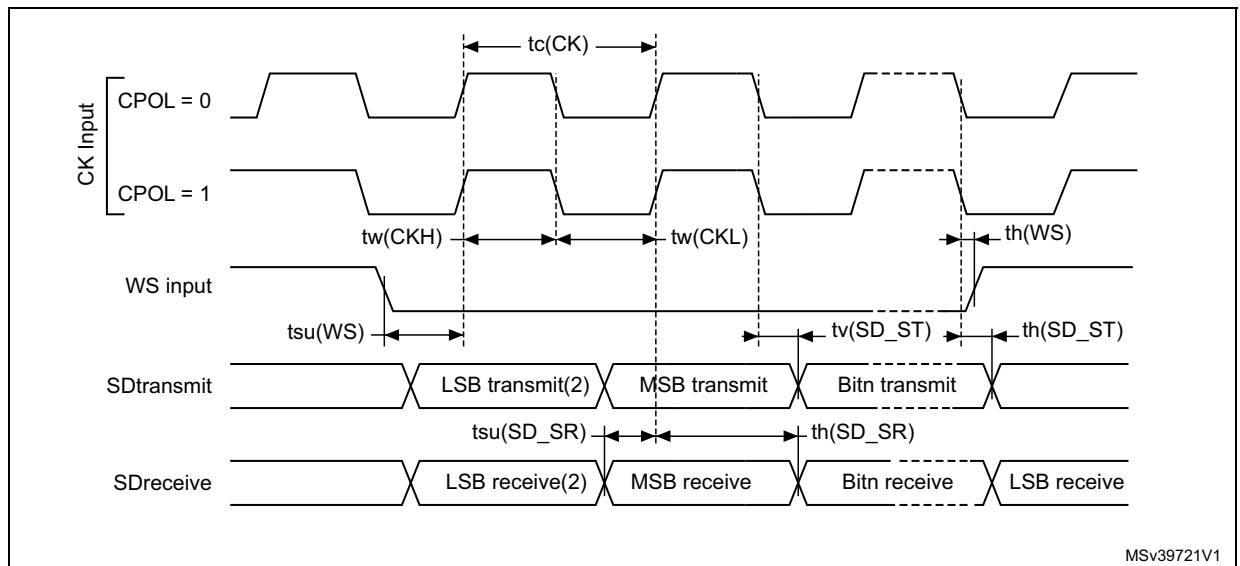 tc(CK)
CK Input
CPOL = 0
CPOL = 1
tw(CKH)
tw(CKL)
th(WS)
WS input
tsu(WS)
tv(SD_ST)
th(SD_ST)
SDtransmit
LSB transmit(2)
MSB transmit
Bitn transmit
tsu(SD_SR)
th(SD_SR)
SDreceive
LSB receive(2)
MSB receive
Bitn receive
LSB receive
MSv39721V1